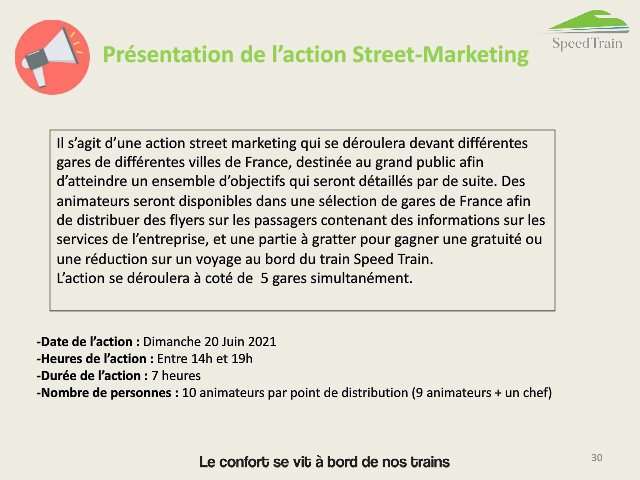 Présentation de l'action Street-Marketing
SpeedTrain
Il s'agit d'une action street marketing qui se déroulera devant différentes
gares de différentes villes de France, destinée au grand public afin
d'atteindre un ensemble d'objectifs qui seront détaillés par de suite. Des
animateurs seront disponibles dans une sélection de gares de France afin
de distribuer des flyers sur les passagers contenant des informations sur les
services de l'entreprise, et une partie à gratter pour gagner une gratuité ou
une réduction sur un voyage au bord du train Speed Train.
L'action se déroulera à coté de 5 gares simultanément.
-Date de l'action : Dimanche 20 Juin 2021
-Heures de l'action : Entre 14h et 19h
-Durée de l'action : 7 heures
-Nombre de personnes : 10 animateurs par point de distribution (9 animateurs + un chef)
Le confort se vit à bord de nos trains
30